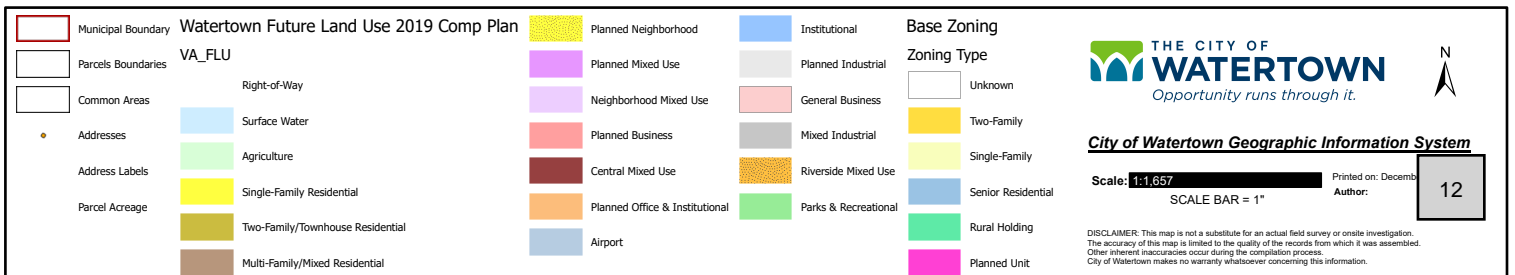 Municipal Boundary
Parcels Boundaries
Common Areas
Addresses
Address Labels
Parcel Acreage
Watertown Future Land Use 2019 Comp Plan
VA_FLU
Right-of-Way
Surface Water
Agriculture
Single-Family Residential
Two-Family/Townhouse Residential
Multi-Family/Mixed Residential
Planned Neighborhood
Planned Mixed Use
Neighborhood Mixed Use
Planned Business
Central Mixed Use
Planned Office & Institutional
Airport
Institutional
Planned Industrial
General Business
Mixed Industrial
Riverside Mixed Use
Parks & Recreational
Base Zoning
Zoning Type
Unknown
Two-Family
Single-Family
Senior Residential
Rural Holding
Planned Unit
THE CITY OF
WATERTOWN
Opportunity runs through it.
N
City of Watertown Geographic Information System
Scale: 1:1,657
SCALE BAR = 1"
Printed on: Decemb
Author:
12
DISCLAIMER: This map is not a substitute for an actual field survey or onsite investigation.
The accuracy of this map is limited to the quality of the records from which it was assembled.
Other inherent inaccuracies occur during the compilation process.
City of Watertown makes no warranty whatsoever concerning this information.